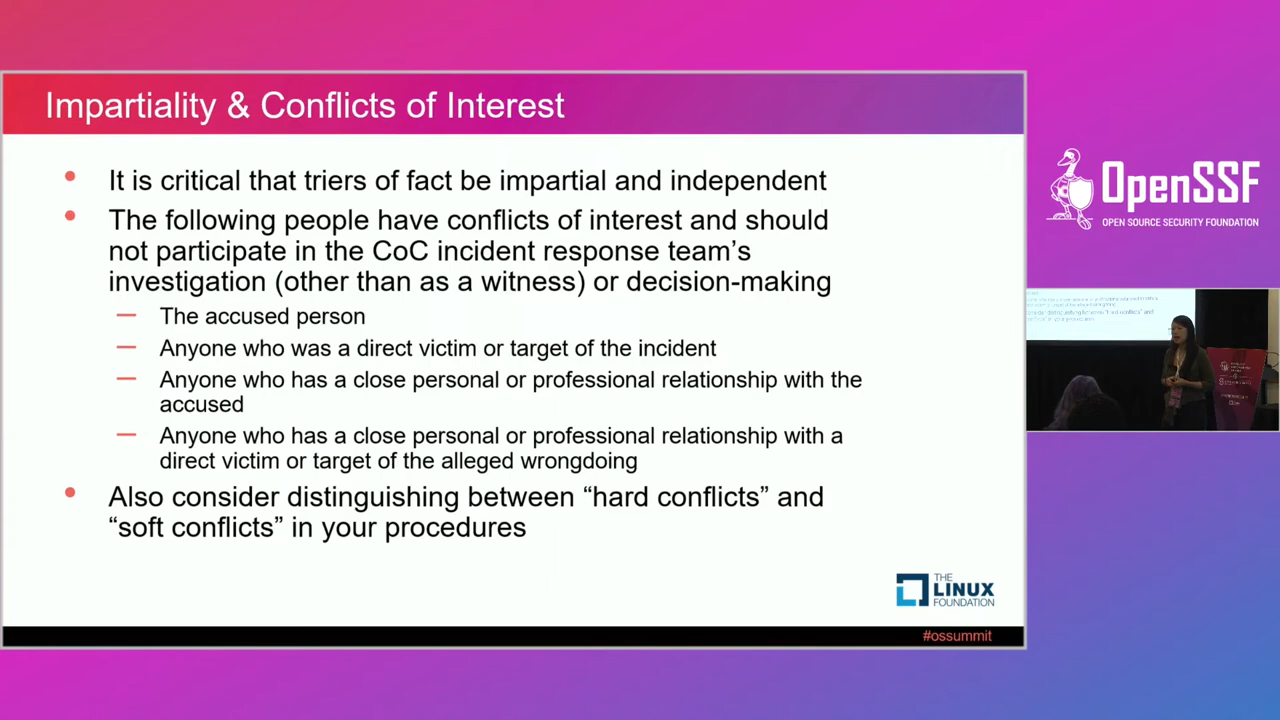 Impartiality & Conflicts of Interest
It is critical that triers of fact be impartial and independent
The following people have conflicts of interest and should
not participate in the CoC incident response team's
investigation (other than as a witness) or decision-making
The accused person
Anyone who was a direct victim or target of the incident
Anyone who has a close personal or professional relationship with the
accused
Anyone who has a close personal or professional relationship with a
direct victim or target of the alleged wrongdoing
Also consider distinguishing between “hard conflicts” and
“soft conflicts” in your procedures
THE
LINUX
FOUNDATION
#ossummit
OpenSSF
OPEN SOURCE SECURITY FOUNDATION